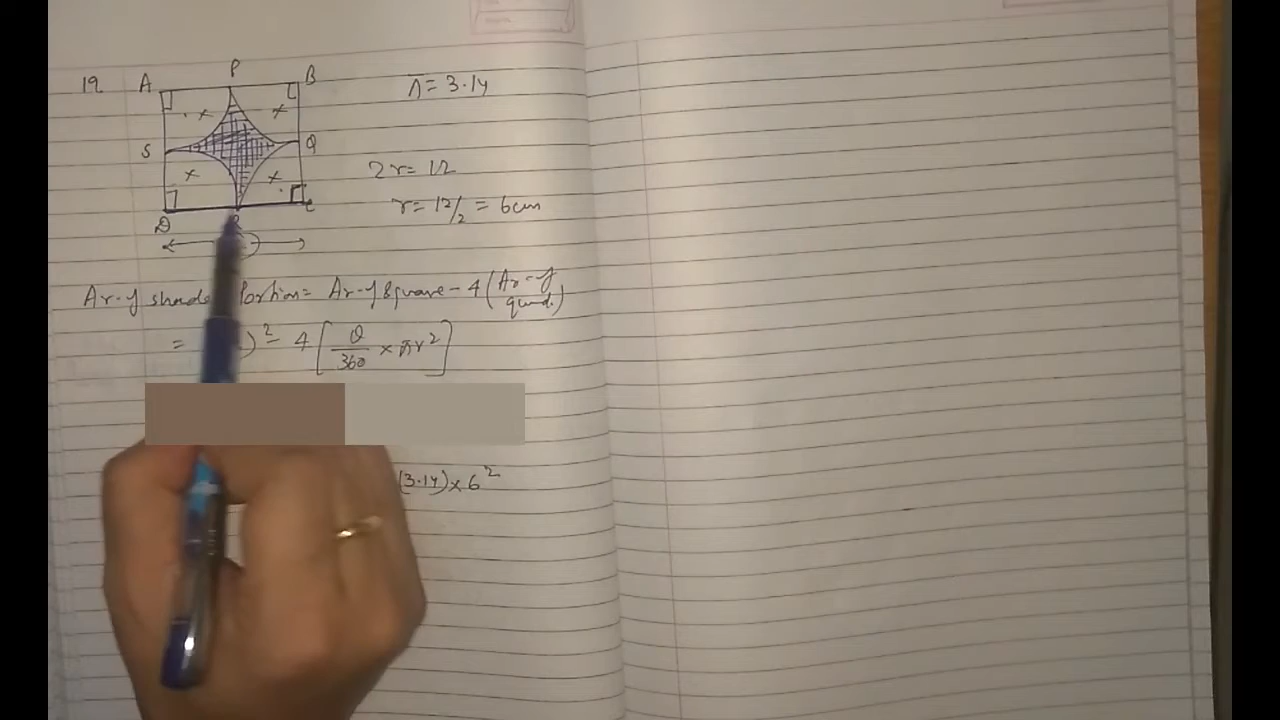 19
A P B
S Q
D R
π = 3.14
2r = 12
r = 12/2 = 6cm
Ar. of Portion = Ar. of Square - 4 (Ar. of quad.)
= )² - 4 [θ/360 × πr²]
(3.14) × 6²